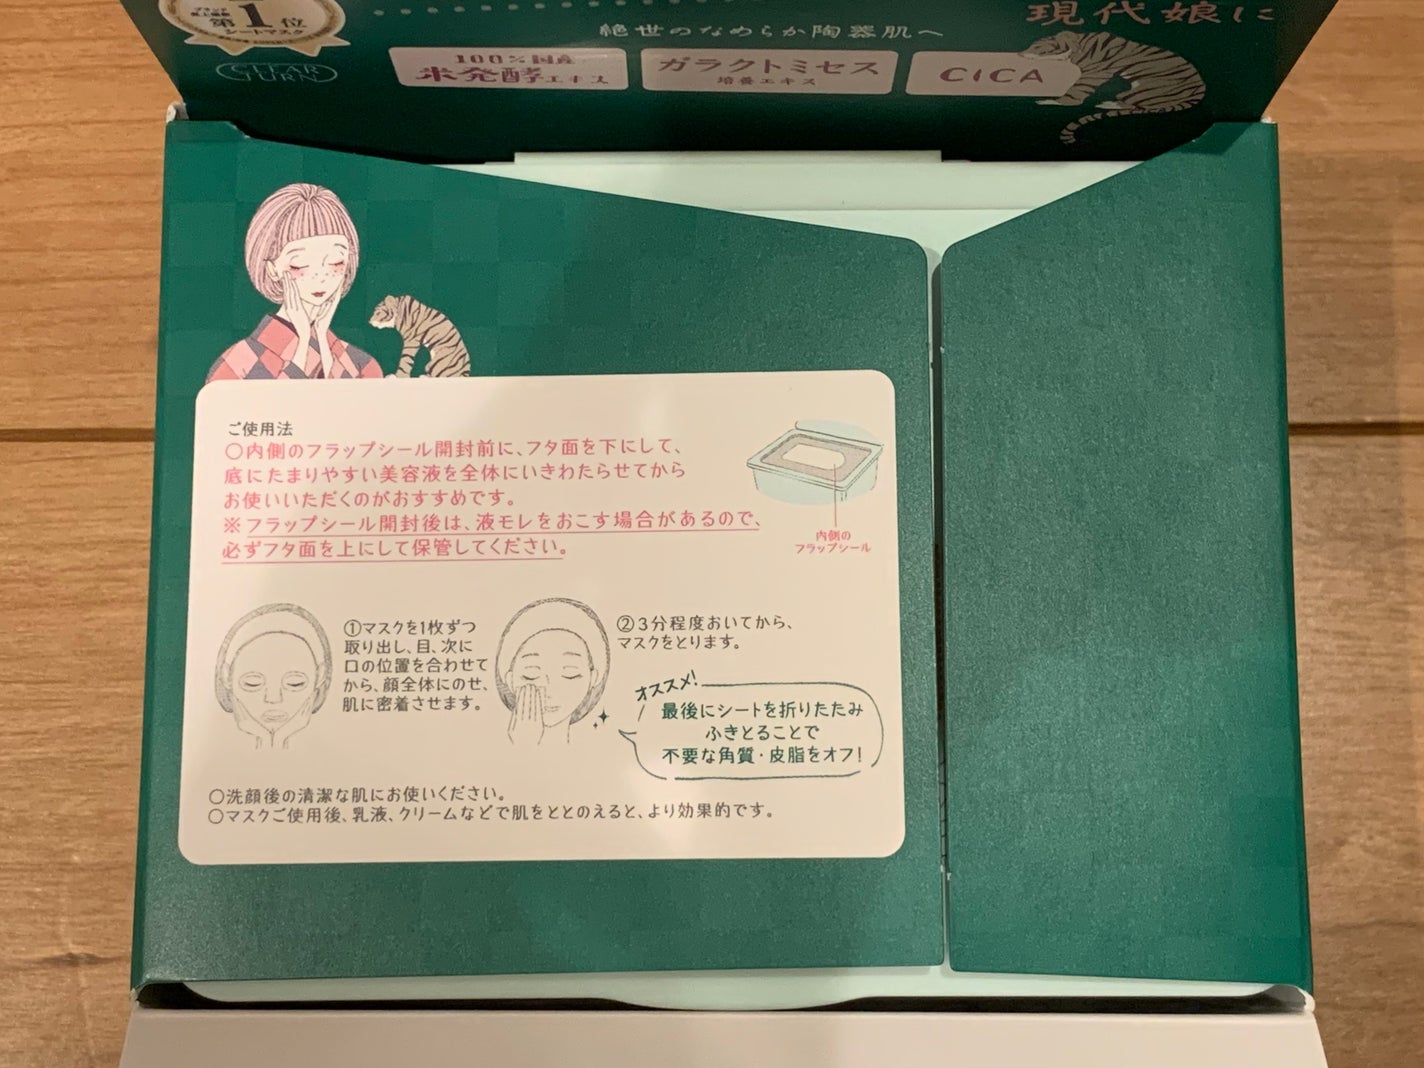 第1位
シートマスク
CLEAR
TURN
現代娘に
絶世のなめらか陶器肌へ
100%国産
米発酵エキス
ガラクトミセス
培養エキス
CICA
ご使用法
○内側のフラップシール開封前に、フタ面を下にして、
底にたまりやすい美容液を全体にいきわたらせてから
お使いいただくのがおすすめです。
※フラップシール開封後は、液モレをおこす場合があるので、
必ずフタ面を上にして保管してください。
内側の
フラップシール
①マスクを1枚ずつ
取り出し、目、次に
口の位置を合わせて
から、顔全体にのせ、
肌に密着させます。
②3分程度おいてから、
マスクをとります。
オススメ!
最後にシートを折りたたみ
ふきとることで
不要な角質・皮脂をオフ!
○洗顔後の清潔な肌にお使いください。
○マスクご使用後、乳液、クリームなどで肌をととのえると、より効果的です。